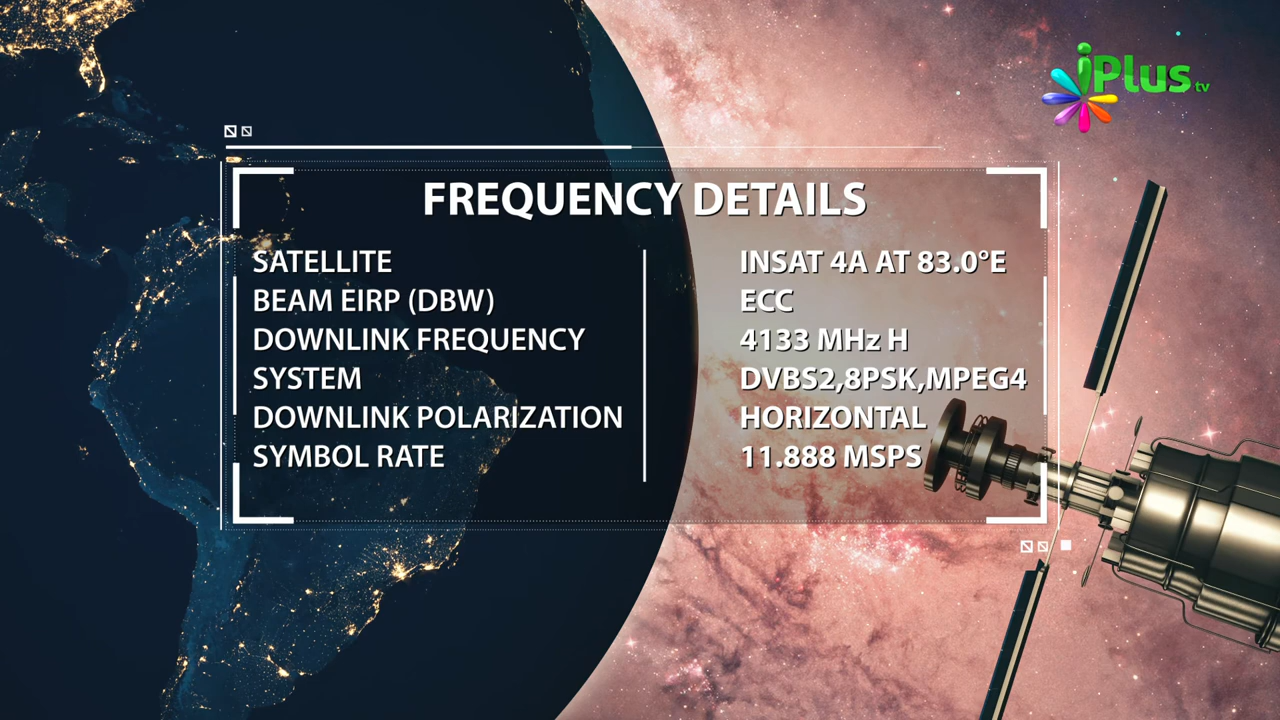 iPlus tv
FREQUENCY DETAILS
SATELLITE INSAT 4A AT 83.0°E
BEAM EIRP (DBW) ECC
DOWNLINK FREQUENCY 4133 MHz H
SYSTEM DVBS2,8PSK,MPEG4
DOWNLINK POLARIZATION HORIZONTAL
SYMBOL RATE 11.888 MSPS